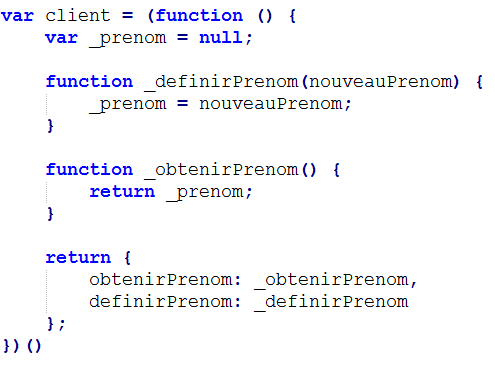 var client = (function () {
    var _prenom = null;

    function _definirPrenom(nouveauPrenom) {
        _prenom = nouveauPrenom;
    }

    function _obtenirPrenom() {
        return _prenom;
    }

    return {
        obtenirPrenom: _obtenirPrenom,
        definirPrenom: _definirPrenom
    };
})()